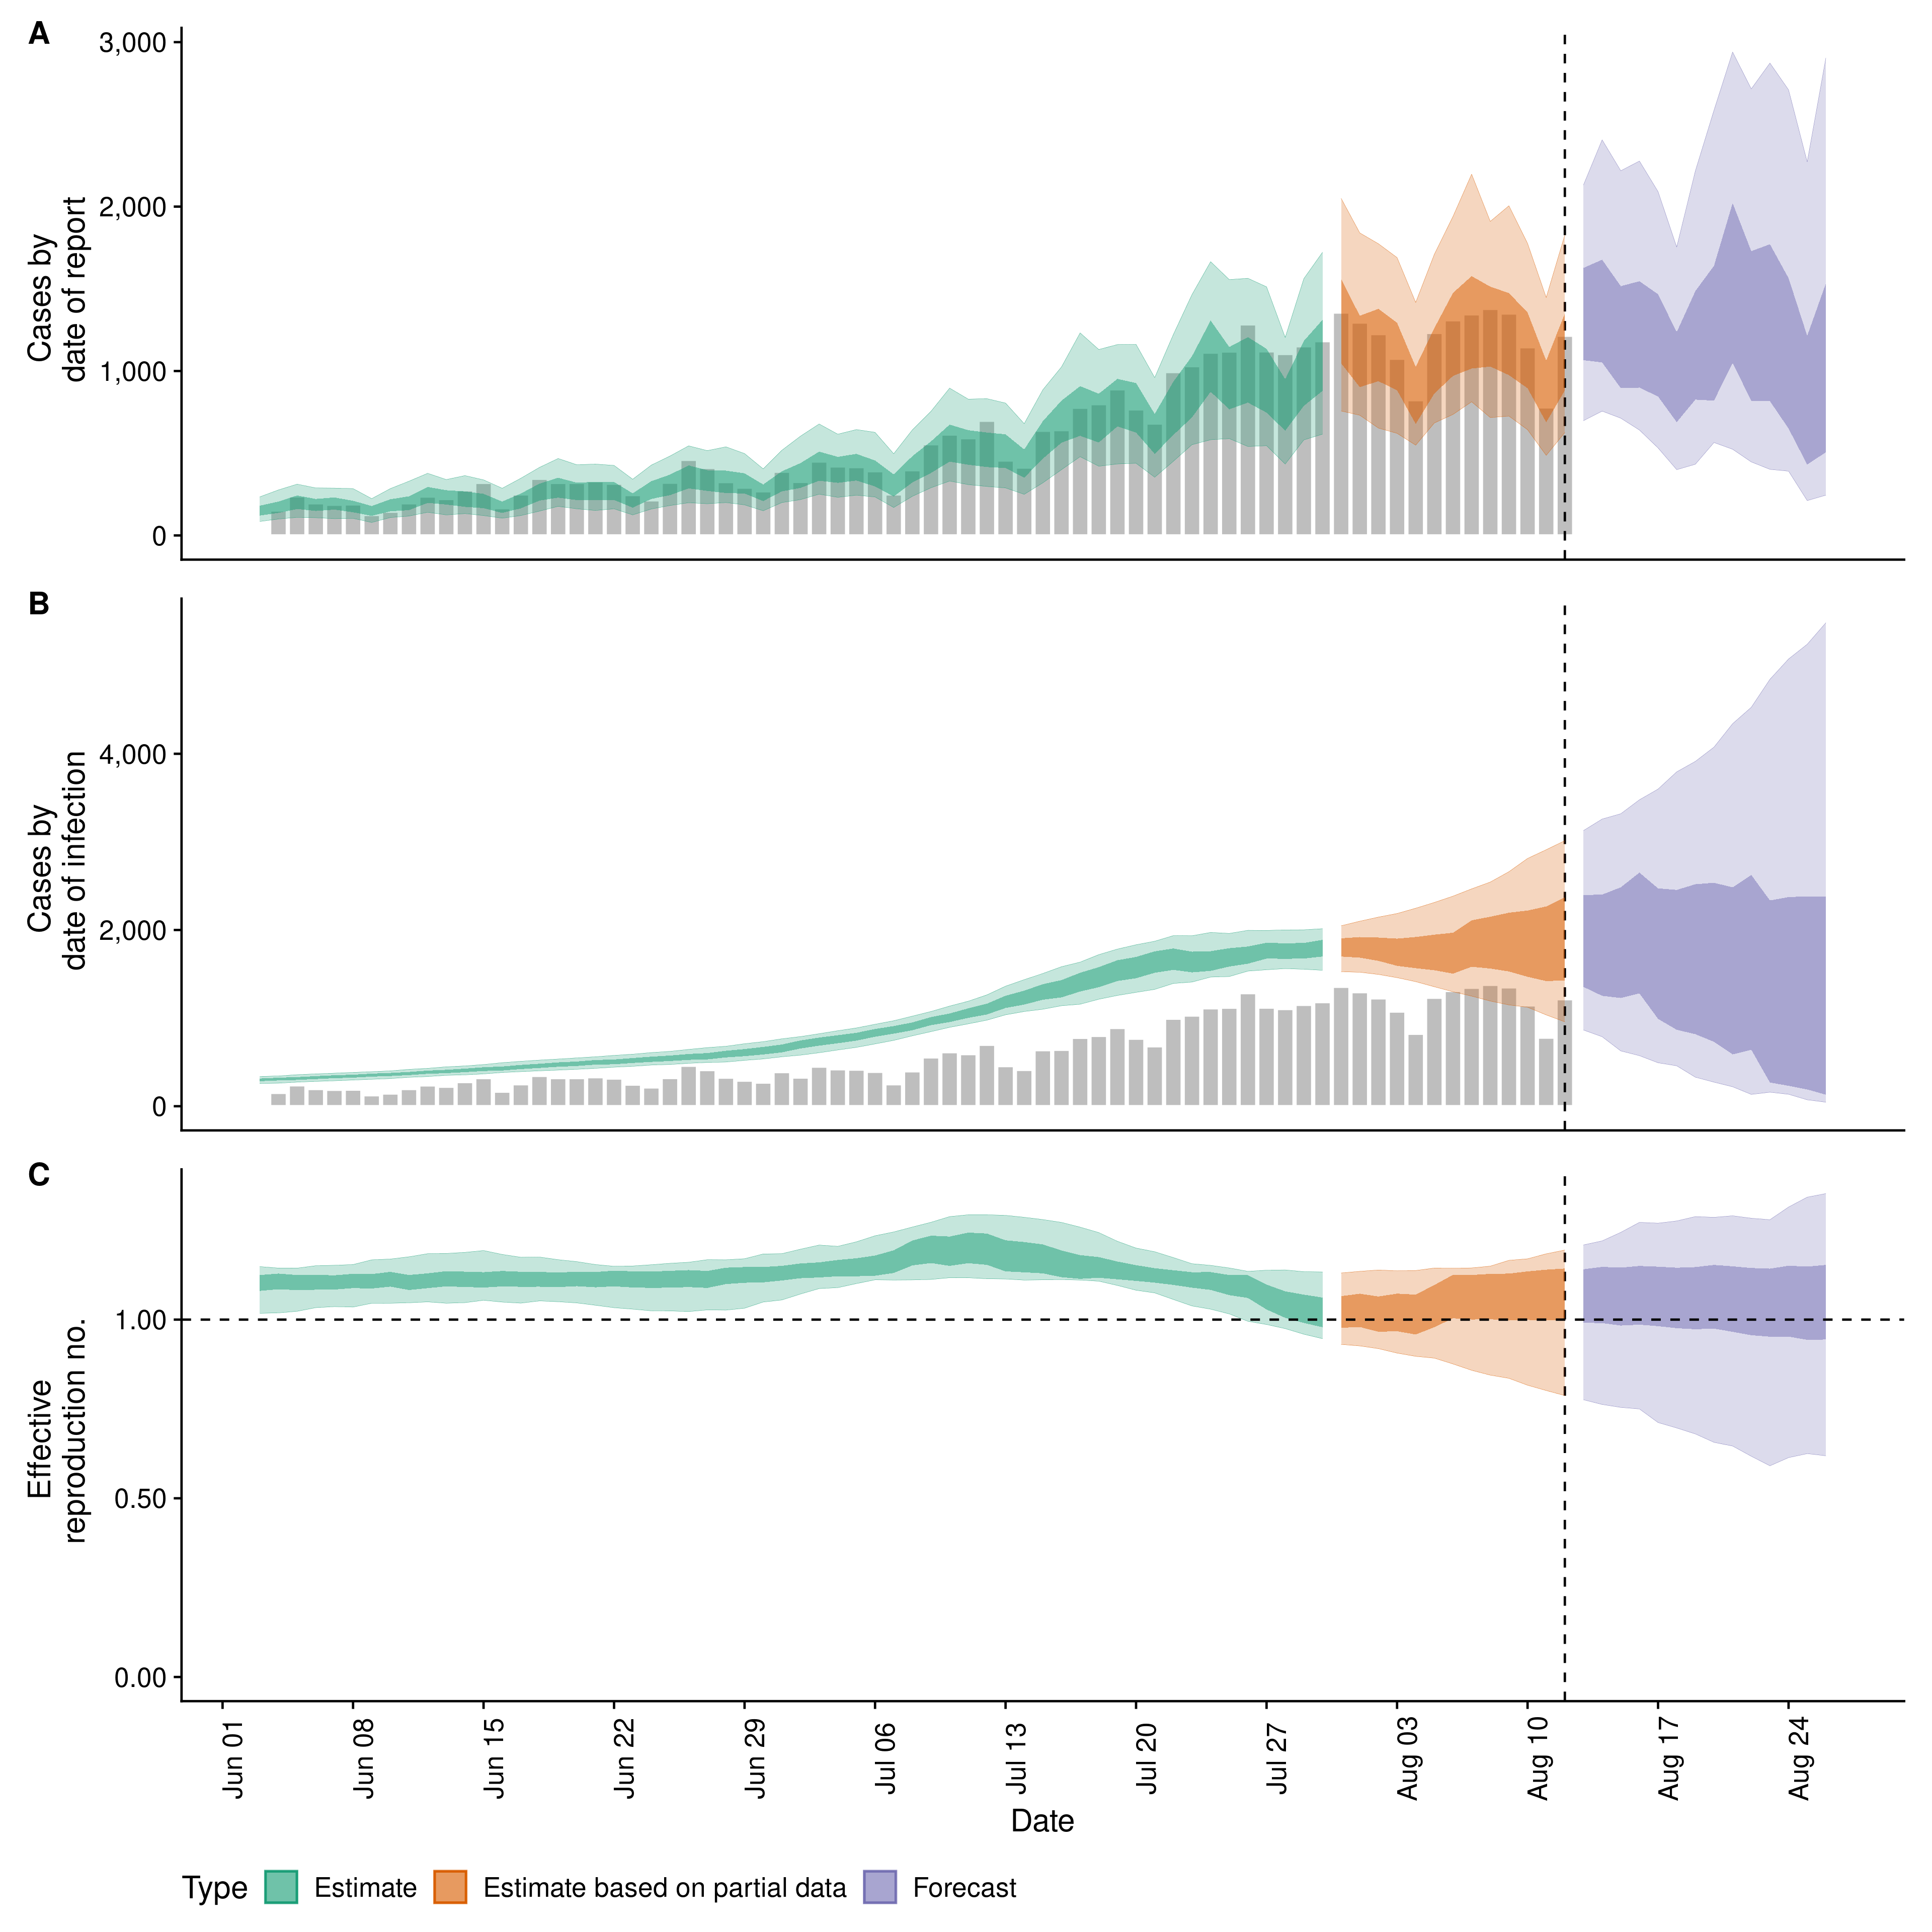 A
3,000
2,000
1,000
0
Cases by
date of report
B
4,000
2,000
0
Cases by
date of infection
C
1.00
0.50
0.00
Effective
reproduction no.
Jun 01
Jun 08
Jun 15
Jun 22
Jun 29
Jul 06
Jul 13
Jul 20
Jul 27
Aug 03
Aug 10
Aug 17
Aug 24
Date
Type Estimate Estimate based on partial data Forecast